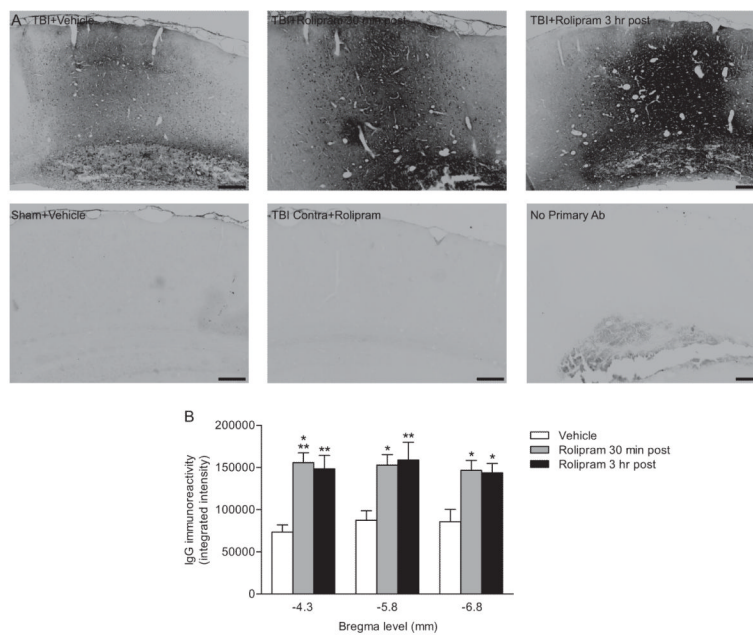 A
TBI+Vehicle
TBI+Rolipram 30 min post
TBI+Rolipram 3 hr post
Sham+Vehicle
TBI Contra+Rolipram
No Primary Ab
B
IgG immunoreactivity
(integrated intensity)
200000
150000
100000
50000
0
*
**
**
*
**
*
*
-4.3
-5.8
-6.8
Bregma level (mm)
Vehicle
Rolipram 30 min post
Rolipram 3 hr post